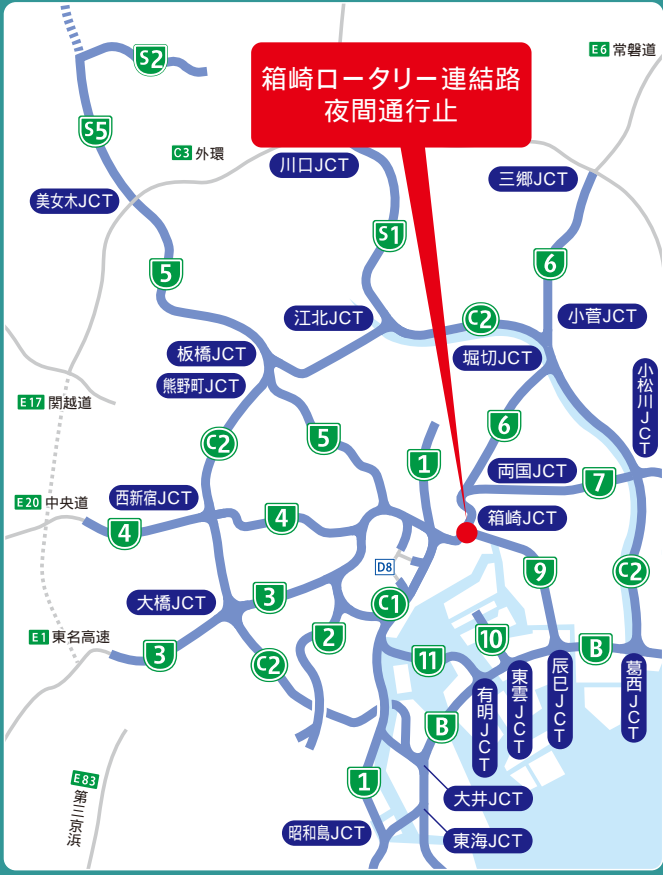 箱崎ロータリー連結路
夜間通行止
S2
E6 常磐道
S5
C3 外環
川口JCT
三郷JCT
美女木JCT
S1
5
6
江北JCT
C2
小菅JCT
板橋JCT
堀切JCT
熊野町JCT
小松川JCT
E17 関越道
C2
5
6
1
両国JCT
7
E20 中央道
西新宿JCT
4
4
箱崎JCT
D8
9
C2
大橋JCT
3
C1
E1 東名高速
3
2
C2
11
10
B
有明JCT
東雲JCT
辰巳JCT
葛西JCT
B
E83
第三京浜
1
大井JCT
昭和島JCT
東海JCT